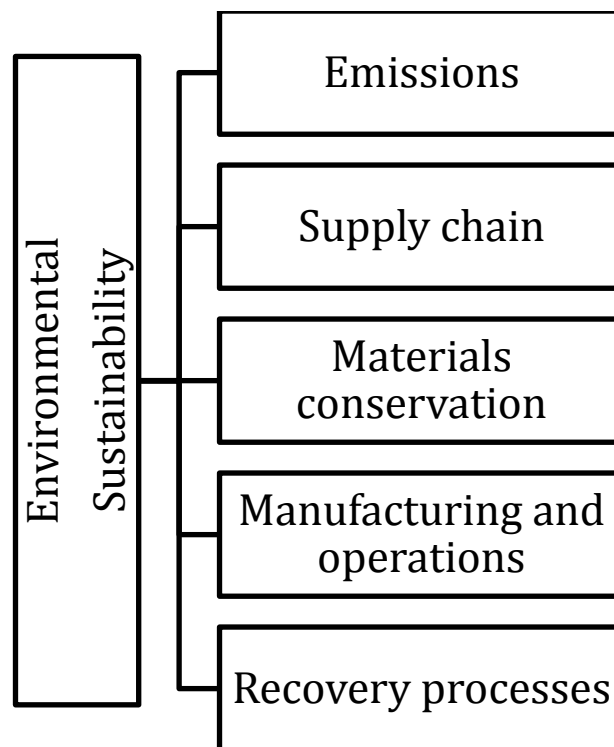 Environmental
Sustainability
Emissions
Supply chain
Materials
conservation
Manufacturing and
operations
Recovery processes